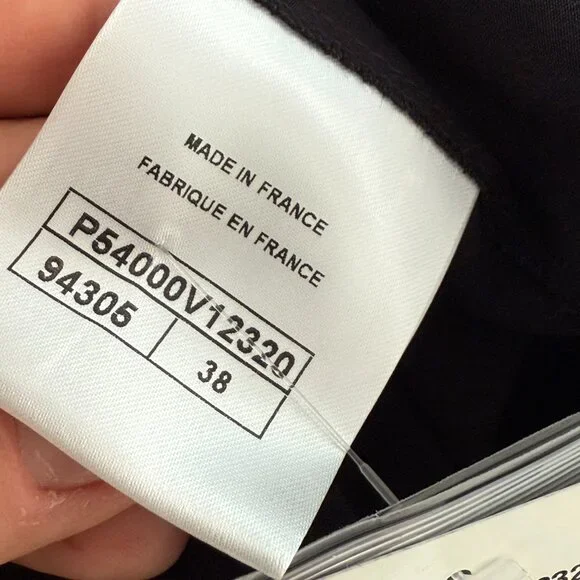 MADE IN FRANCE
FABRIQUE EN FRANCE
P54000V12320
94305
38